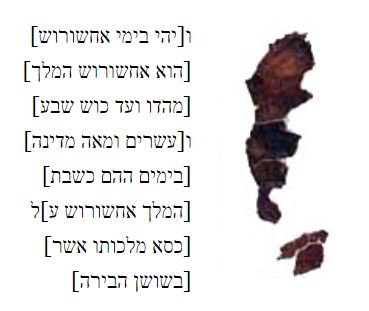 ו[יהי בימי אחשורוש]
[הוא אחשורוש המלך]
[מהדו ועד כוש שבע]
ו[עשרים ומאה מדינה]
[בימים ההם כשבת]
[המלך אחשורוש ע]ל
[כסא מלכותו אשר]
[בשושן הבירה]